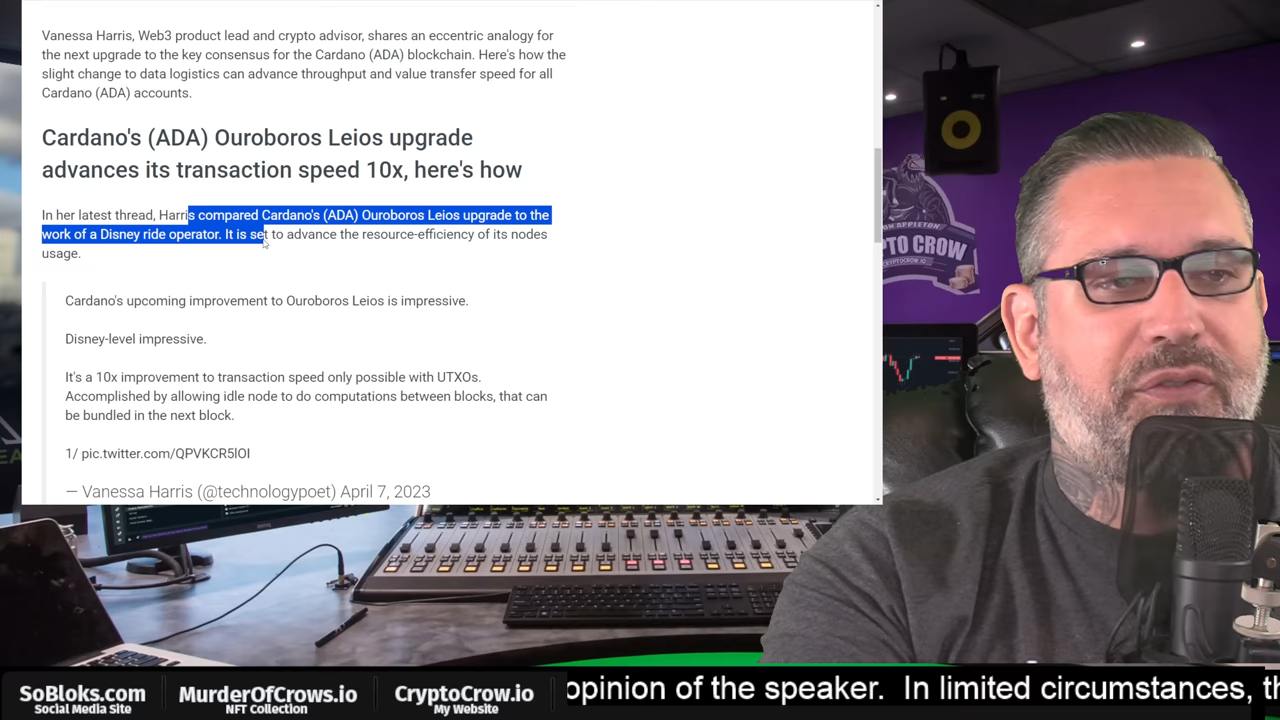 Vanessa Harris, Web3 product lead and crypto advisor, shares an eccentric analogy for
the next upgrade to the key consensus for the Cardano (ADA) blockchain. Here's how the
slight change to data logistics can advance throughput and value transfer speed for all
Cardano (ADA) accounts.
Cardano's (ADA) Ouroboros Leios upgrade
advances its transaction speed 10x, here's how
In her latest thread, Harris compared Cardano's (ADA) Ouroboros Leios upgrade to the
work of a Disney ride operator. It is set to advance the resource-efficiency of its nodes
usage.
Cardano's upcoming improvement to Ouroboros Leios is impressive.
Disney-level impressive.
It's a 10x improvement to transaction speed only possible with UTXOs.
Accomplished by allowing idle node to do computations between blocks, that can
be bundled in the next block.
1/ pic.twitter.com/QPVKCR5lOI
— Vanessa Harris (@technologypoet) April 7, 2023
ON APPLETON
PTO CROW
CRYPTOCROW.IO
SoBloks.com
Social Media Site
MurderOfCrows.io
NFT Collection
CryptoCrow.io
My Website
opinion of the speaker. In limited circumstances, th